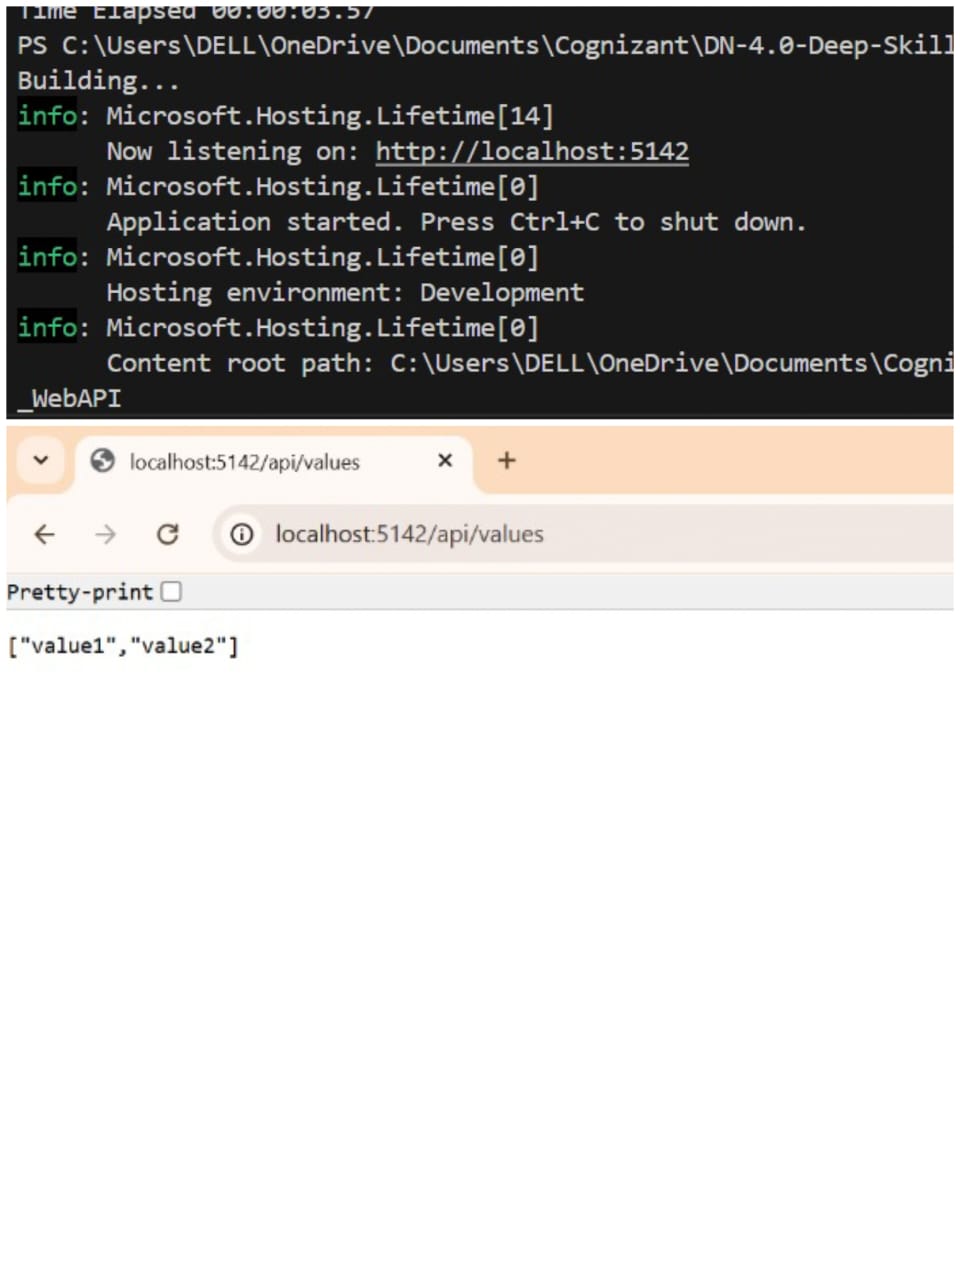 Time Elapsed 00:00:03.57
PS C:\Users\DELL\OneDrive\Documents\Cognizant\DN-4.0-Deep-Skill
Building...
info: Microsoft.Hosting.Lifetime[14]
Now listening on: http://localhost:5142
info: Microsoft.Hosting.Lifetime[0]
Application started. Press Ctrl+C to shut down.
info: Microsoft.Hosting.Lifetime[0]
Hosting environment: Development
info: Microsoft.Hosting.Lifetime[0]
Content root path: C:\Users\DELL\OneDrive\Documents\Cogni
_WebAPI
localhost:5142/api/values
localhost:5142/api/values
Pretty-print
["value1","value2"]